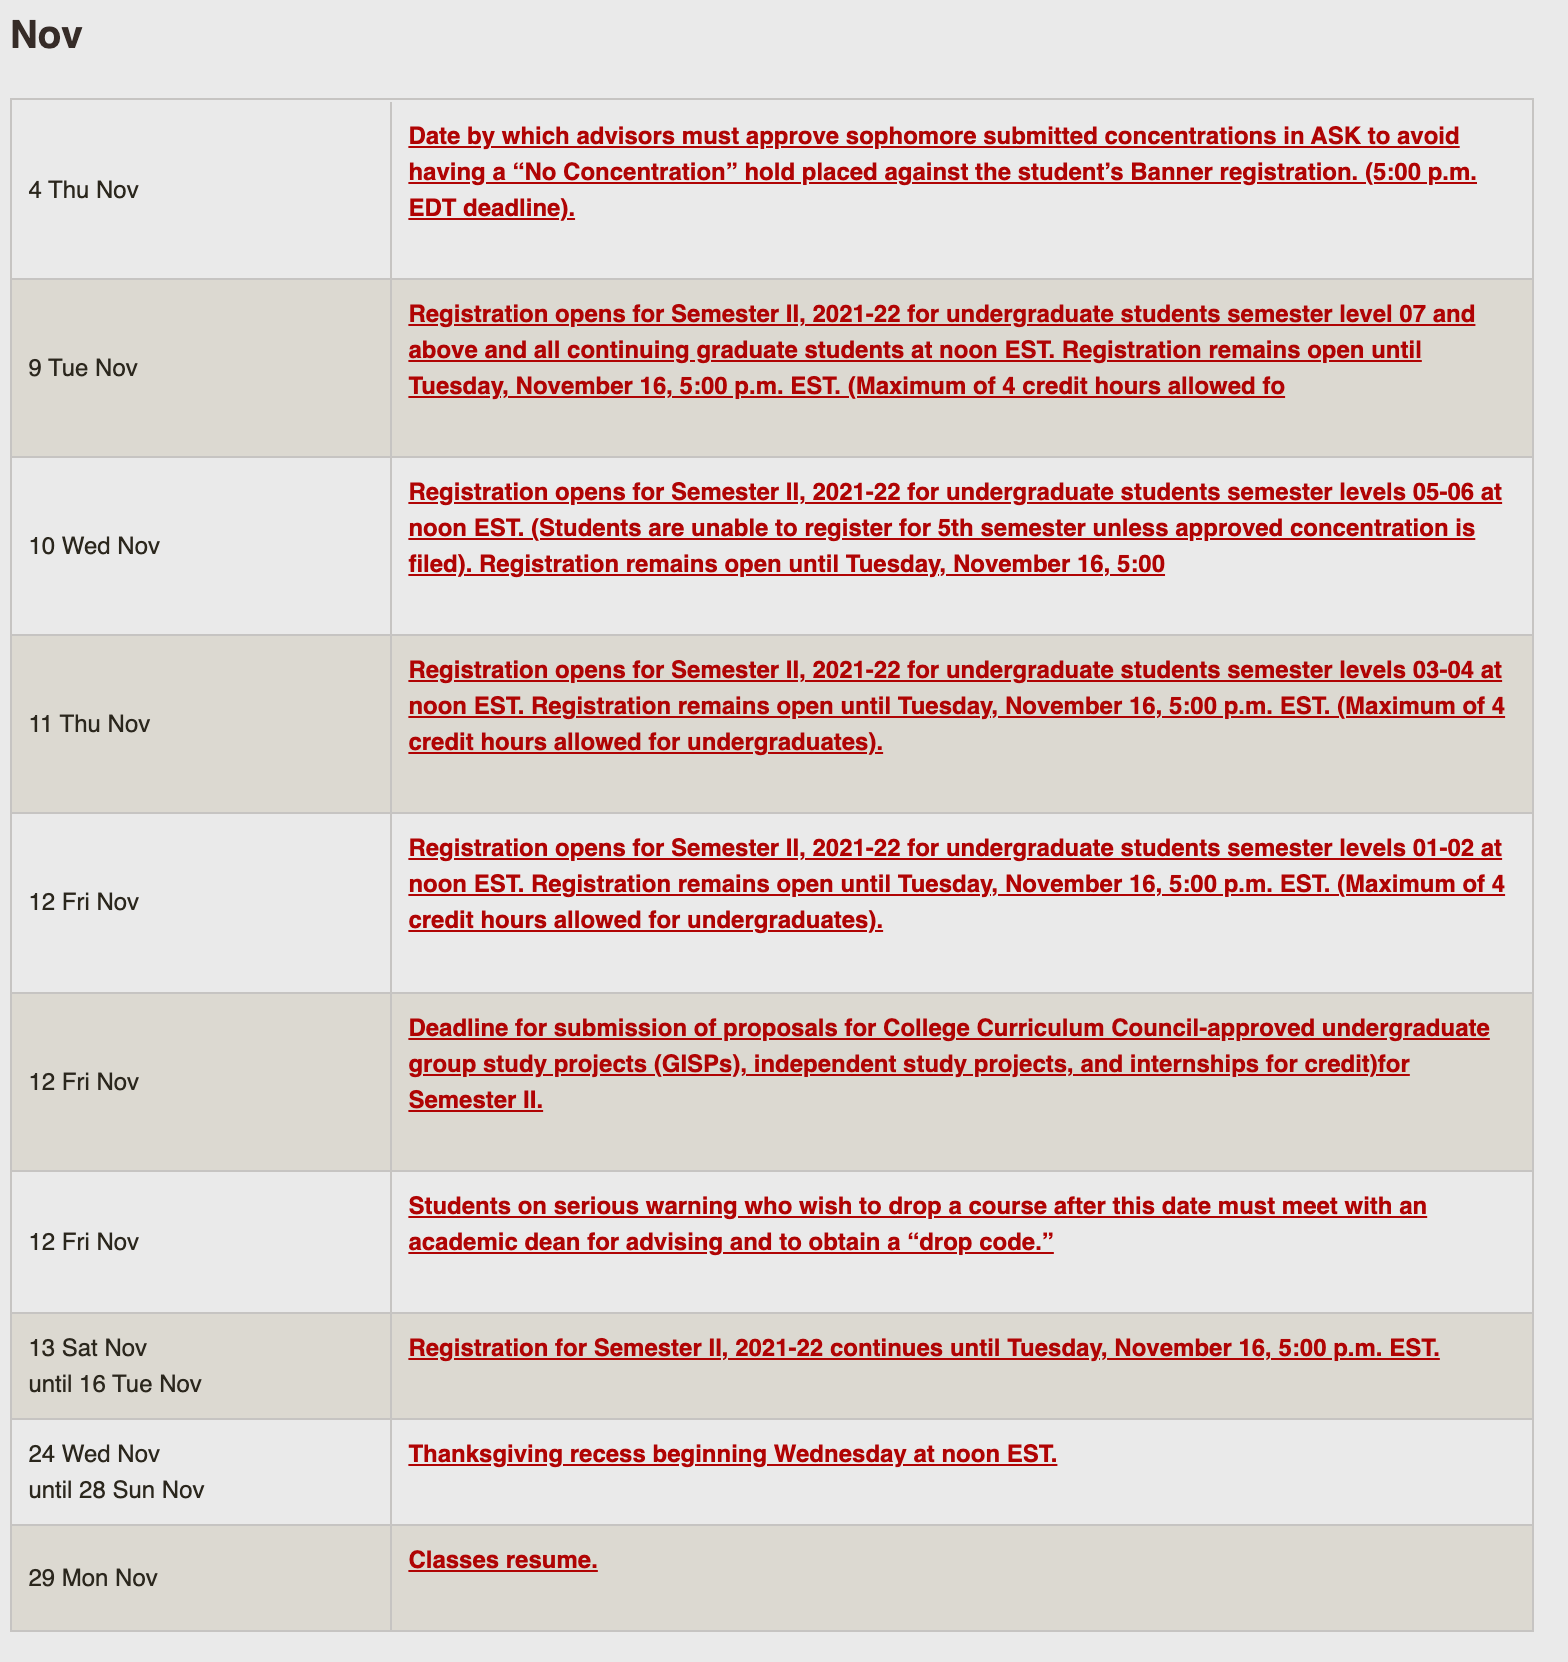 Nov
4 Thu Nov
Date by which advisors must approve sophomore submitted concentrations in ASK to avoid
having a “No Concentration” hold placed against the student’s Banner registration. (5:00 p.m.
EDT deadline).
9 Tue Nov
Registration opens for Semester II, 2021-22 for undergraduate students semester level 07 and
above and all continuing graduate students at noon EST. Registration remains open until
Tuesday, November 16, 5:00 p.m. EST. (Maximum of 4 credit hours allowed fo
10 Wed Nov
Registration opens for Semester II, 2021-22 for undergraduate students semester levels 05-06 at
noon EST. (Students are unable to register for 5th semester unless approved concentration is
filed). Registration remains open until Tuesday, November 16, 5:00
11 Thu Nov
Registration opens for Semester II, 2021-22 for undergraduate students semester levels 03-04 at
noon EST. Registration remains open until Tuesday, November 16, 5:00 p.m. EST. (Maximum of 4
credit hours allowed for undergraduates).
12 Fri Nov
Registration opens for Semester II, 2021-22 for undergraduate students semester levels 01-02 at
noon EST. Registration remains open until Tuesday, November 16, 5:00 p.m. EST. (Maximum of 4
credit hours allowed for undergraduates).
12 Fri Nov
Deadline for submission of proposals for College Curriculum Council-approved undergraduate
group study projects (GISPs), independent study projects, and internships for credit)for
Semester II.
12 Fri Nov
Students on serious warning who wish to drop a course after this date must meet with an
academic dean for advising and to obtain a “drop code.”
13 Sat Nov
until 16 Tue Nov
Registration for Semester II, 2021-22 continues until Tuesday, November 16, 5:00 p.m. EST.
24 Wed Nov
until 28 Sun Nov
Thanksgiving recess beginning Wednesday at noon EST.
29 Mon Nov
Classes resume.